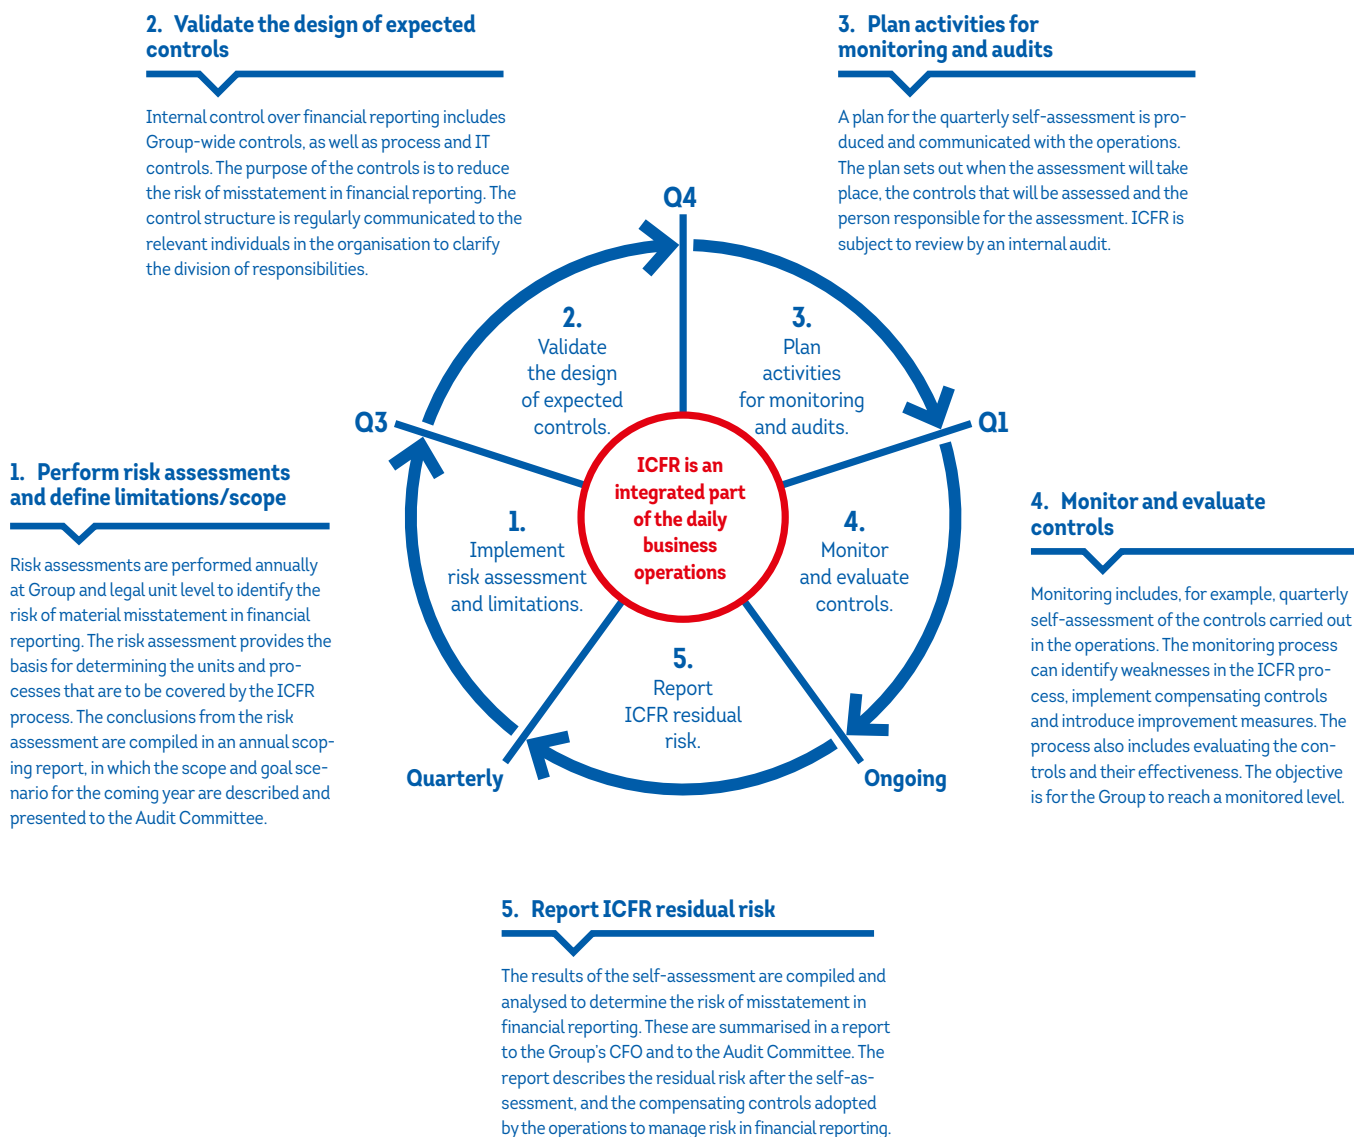 2. Validate the design of expected
controls
Internal control over financial reporting includes
Group-wide controls, as well as process and IT
controls. The purpose of the controls is to reduce
the risk of misstatement in financial reporting. The
control structure is regularly communicated to the
relevant individuals in the organisation to clarify
the division of responsibilities.
3. Plan activities for
monitoring and audits
A plan for the quarterly self-assessment is pro-
duced and communicated with the operations.
The plan sets out when the assessment will take
place, the controls that will be assessed and the
person responsible for the assessment. ICFR is
subject to review by an internal audit.
Q4
2.
Validate
the design
of expected
controls.
3.
Plan
activities
for monitoring
and audits.
Q3
Q1
1. Perform risk assessments
and define limitations/scope
Risk assessments are performed annually
at Group and legal unit level to identify the
risk of material misstatement in financial
reporting. The risk assessment provides the
basis for determining the units and pro-
cesses that are to be covered by the ICFR
process. The conclusions from the risk
assessment are compiled in an annual scop-
ing report, in which the scope and goal sce-
nario for the coming year are described and
presented to the Audit Committee.
1.
Implement
risk assessment
and limitations.
ICFR is an
integrated part
of the daily
business
operations
4.
Monitor
and evaluate
controls.
5.
Report
ICFR residual
risk.
Quarterly
Ongoing
4. Monitor and evaluate
controls
Monitoring includes, for example, quarterly
self-assessment of the controls carried out
in the operations. The monitoring process
can identify weaknesses in the ICFR pro-
cess, implement compensating controls
and introduce improvement measures. The
process also includes evaluating the con-
trols and their effectiveness. The objective
is for the Group to reach a monitored level.
5. Report ICFR residual risk
The results of the self-assessment are compiled and
analysed to determine the risk of misstatement in
financial reporting. These are summarised in a report
to the Group's CFO and to the Audit Committee. The
report describes the residual risk after the self-as-
sessment, and the compensating controls adopted
by the operations to manage risk in financial reporting.